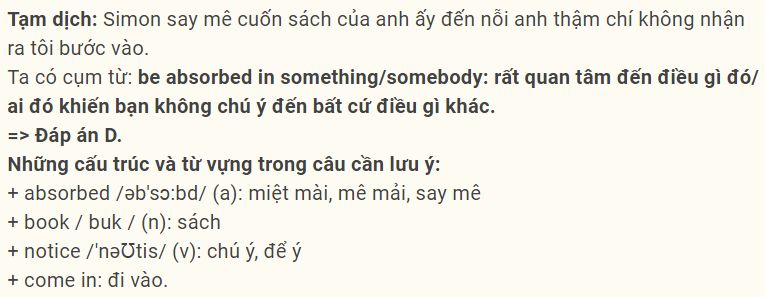 Tạm dịch: Simon say mê cuốn sách của anh ấy đến nỗi anh thậm chí không nhận
ra tôi bước vào.
Ta có cụm từ: be absorbed in something/somebody: rất quan tâm đến điều gì đó/
ai đó khiến bạn không chú ý đến bất cứ điều gì khác.
=> Đáp án D.
Những cấu trúc và từ vựng trong câu cần lưu ý:
+ absorbed /əb'sɔ:bd/ (a): miệt mài, mê mải, say mê
+ book / buk / (n): sách
+ notice /'nəƱtis/ (v): chú ý, để ý
+ come in: đi vào.